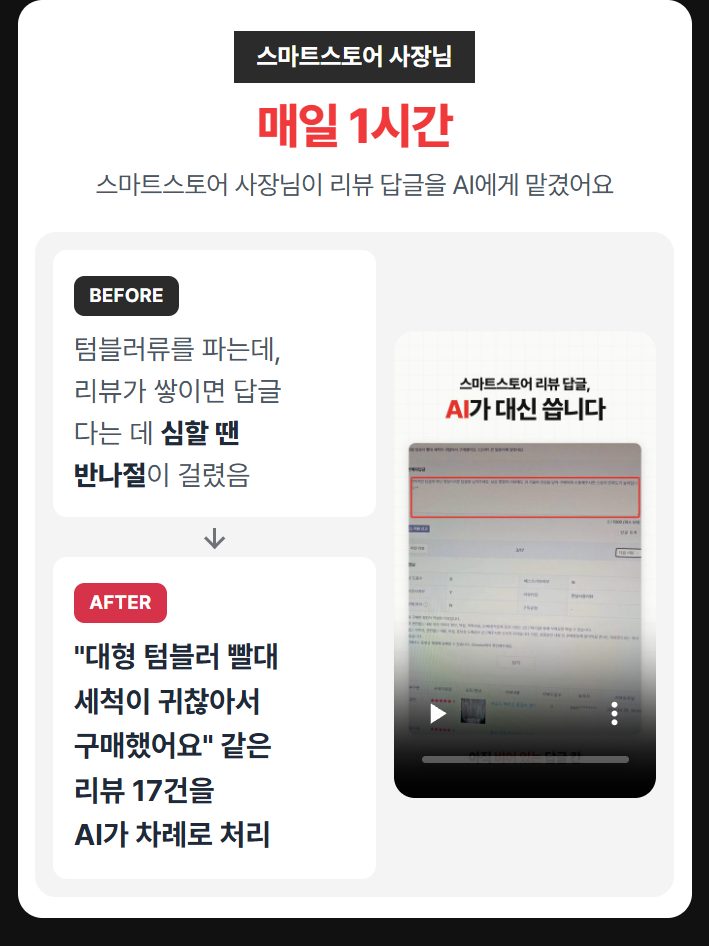 스마트스토어 사장님
매일 1시간
스마트스토어 사장님이 리뷰 답글을 AI에게 맡겼어요
BEFORE
텀블러류를 파는데,
리뷰가 쌓이면 답글
다는 데 심할 땐
반나절이 걸렸음
↓
AFTER
"대형 텀블러 빨대
세척이 귀찮아서
구매했어요" 같은
리뷰 17건을
AI가 차례로 처리
스마트스토어 리뷰 답글,
AI가 대신 씁니다